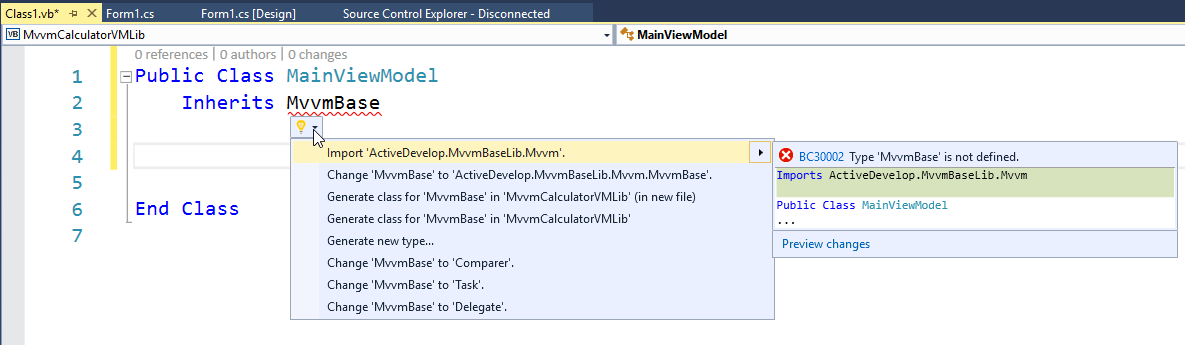 Class1.vb* Form1.cs Form1.cs [Design] Source Control Explorer - Disconnected
VB MvvmCalculatorVMLib MainViewModel
0 references | 0 authors | 0 changes
1 Public Class MainViewModel
2 Inherits MvvmBase
3
4
5
6 End Class
7
Import 'ActiveDevelop.MvvmBaseLib.Mvvm'.
Change 'MvvmBase' to 'ActiveDevelop.MvvmBaseLib.Mvvm.MvvmBase'.
Generate class for 'MvvmBase' in 'MvvmCalculatorVMLib' (in new file)
Generate class for 'MvvmBase' in 'MvvmCalculatorVMLib'
Generate new type...
Change 'MvvmBase' to 'Comparer'.
Change 'MvvmBase' to 'Task'.
Change 'MvvmBase' to 'Delegate'.
BC30002 Type 'MvvmBase' is not defined.
Imports ActiveDevelop.MvvmBaseLib.Mvvm
Public Class MainViewModel
...
Preview changes